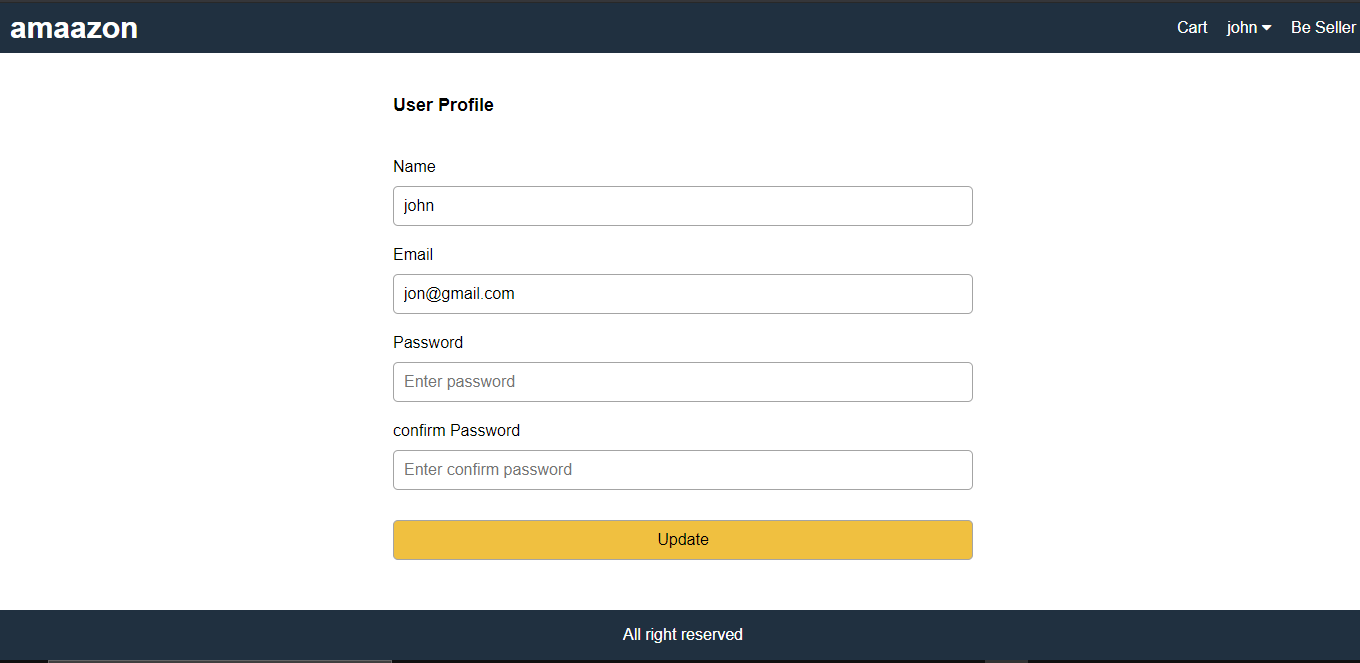 amaazon
Cart john Be Seller
User Profile
Name
john
Email
jon@gmail.com
Password
Enter password
confirm Password
Enter confirm password
Update
All right reserved